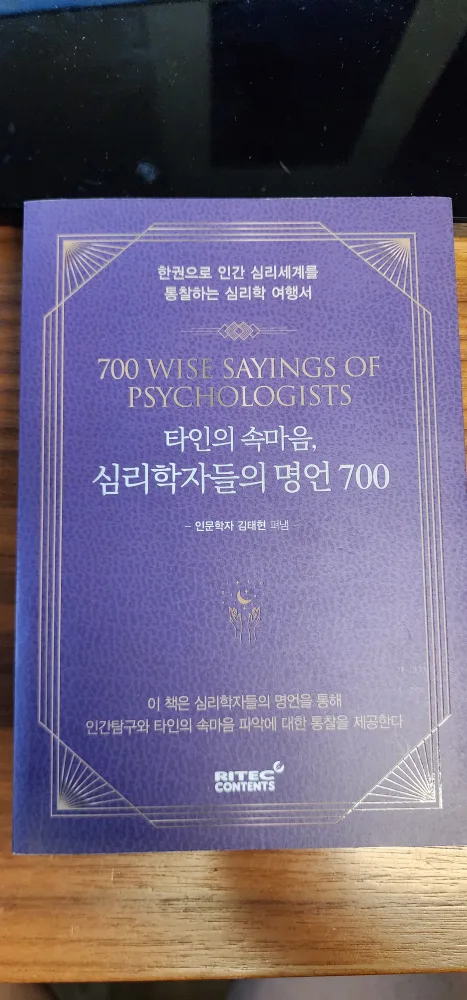 한권으로 인간 심리세계를
통찰하는 심리학 여행서
700 WISE SAYINGS OF
PSYCHOLOGISTS
타인의 속마음,
심리학자들의 명언 700
– 인문학자 김태현 펴냄 –
이 책은 심리학자들의 명언을 통해
인간탐구와 타인의 속마음 파악에 대한 통찰을 제공한다
RITEC
CONTENTS